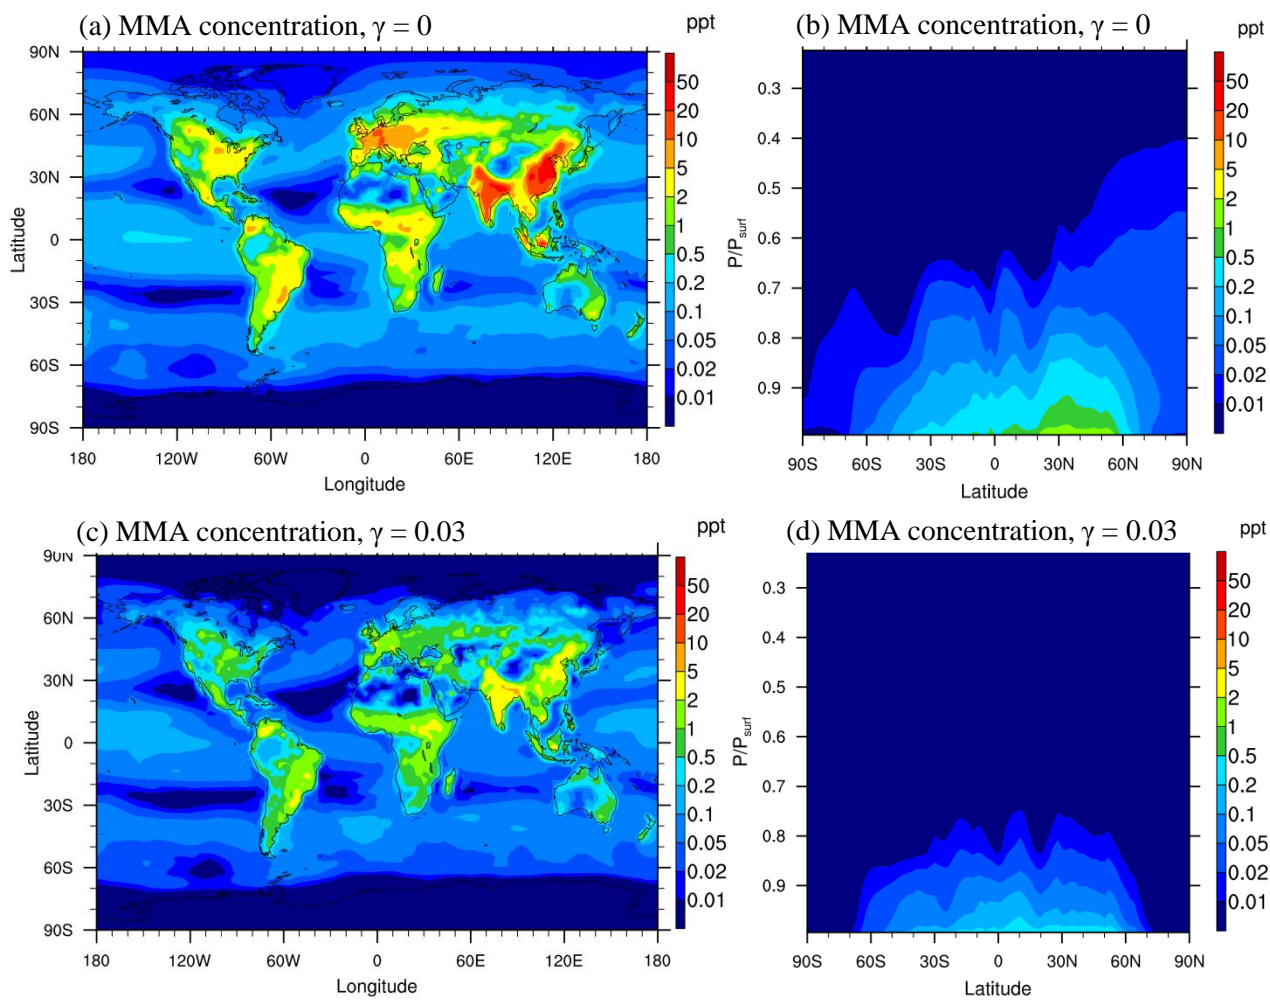 (a) MMA concentration, γ = 0
ppt
90N
60N
30N
0
30S
60S
90S
Latitude
180
120W
60W
0
60E
120E
180
Longitude
50
20
10
5
2
1
0.5
0.2
0.1
0.05
0.02
0.01
(b) MMA concentration, γ = 0
ppt
0.3
0.4
0.5
0.6
0.7
0.8
0.9
P/Psurf
90S
60S
30S
0
30N
60N
90N
Latitude
50
20
10
5
2
1
0.5
0.2
0.1
0.05
0.02
0.01
(c) MMA concentration, γ = 0.03
ppt
90N
60N
30N
0
30S
60S
90S
Latitude
180
120W
60W
0
60E
120E
180
Longitude
50
20
10
5
2
1
0.5
0.2
0.1
0.05
0.02
0.01
(d) MMA concentration, γ = 0.03
ppt
0.3
0.4
0.5
0.6
0.7
0.8
0.9
P/Psurf
90S
60S
30S
0
30N
60N
90N
Latitude
50
20
10
5
2
1
0.5
0.2
0.1
0.05
0.02
0.01